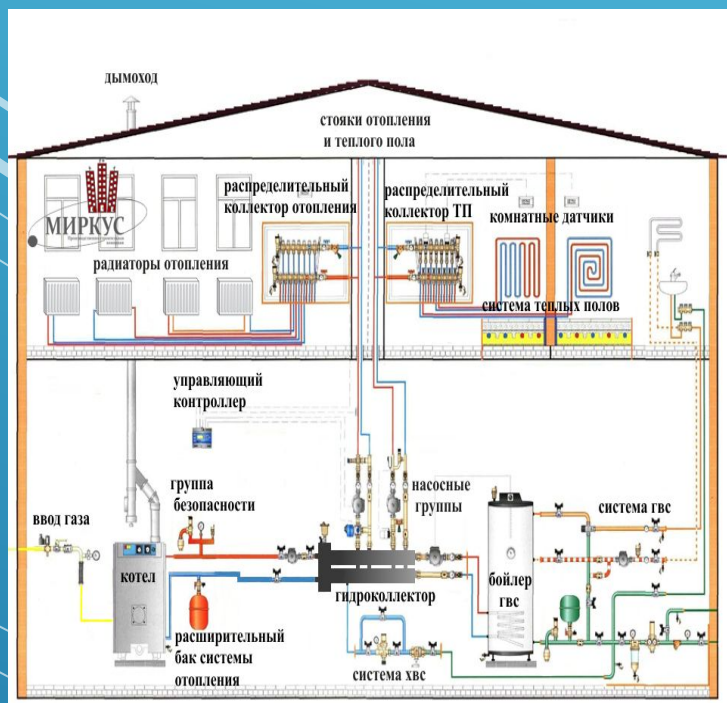 дымоход
стояки отопления
и теплого пола
распределительный
коллектор отопления
распределительный
коллектор ТП
комнатные датчики
МИРКУС
радиаторы отопления
система теплых полов
управляющий
контроллер
группа
безопасности
насосные
группы
система гвс
ввод газа
котел
гидроколлектор
бойлер
гвс
расширительный
бак системы
отопления
система хвс